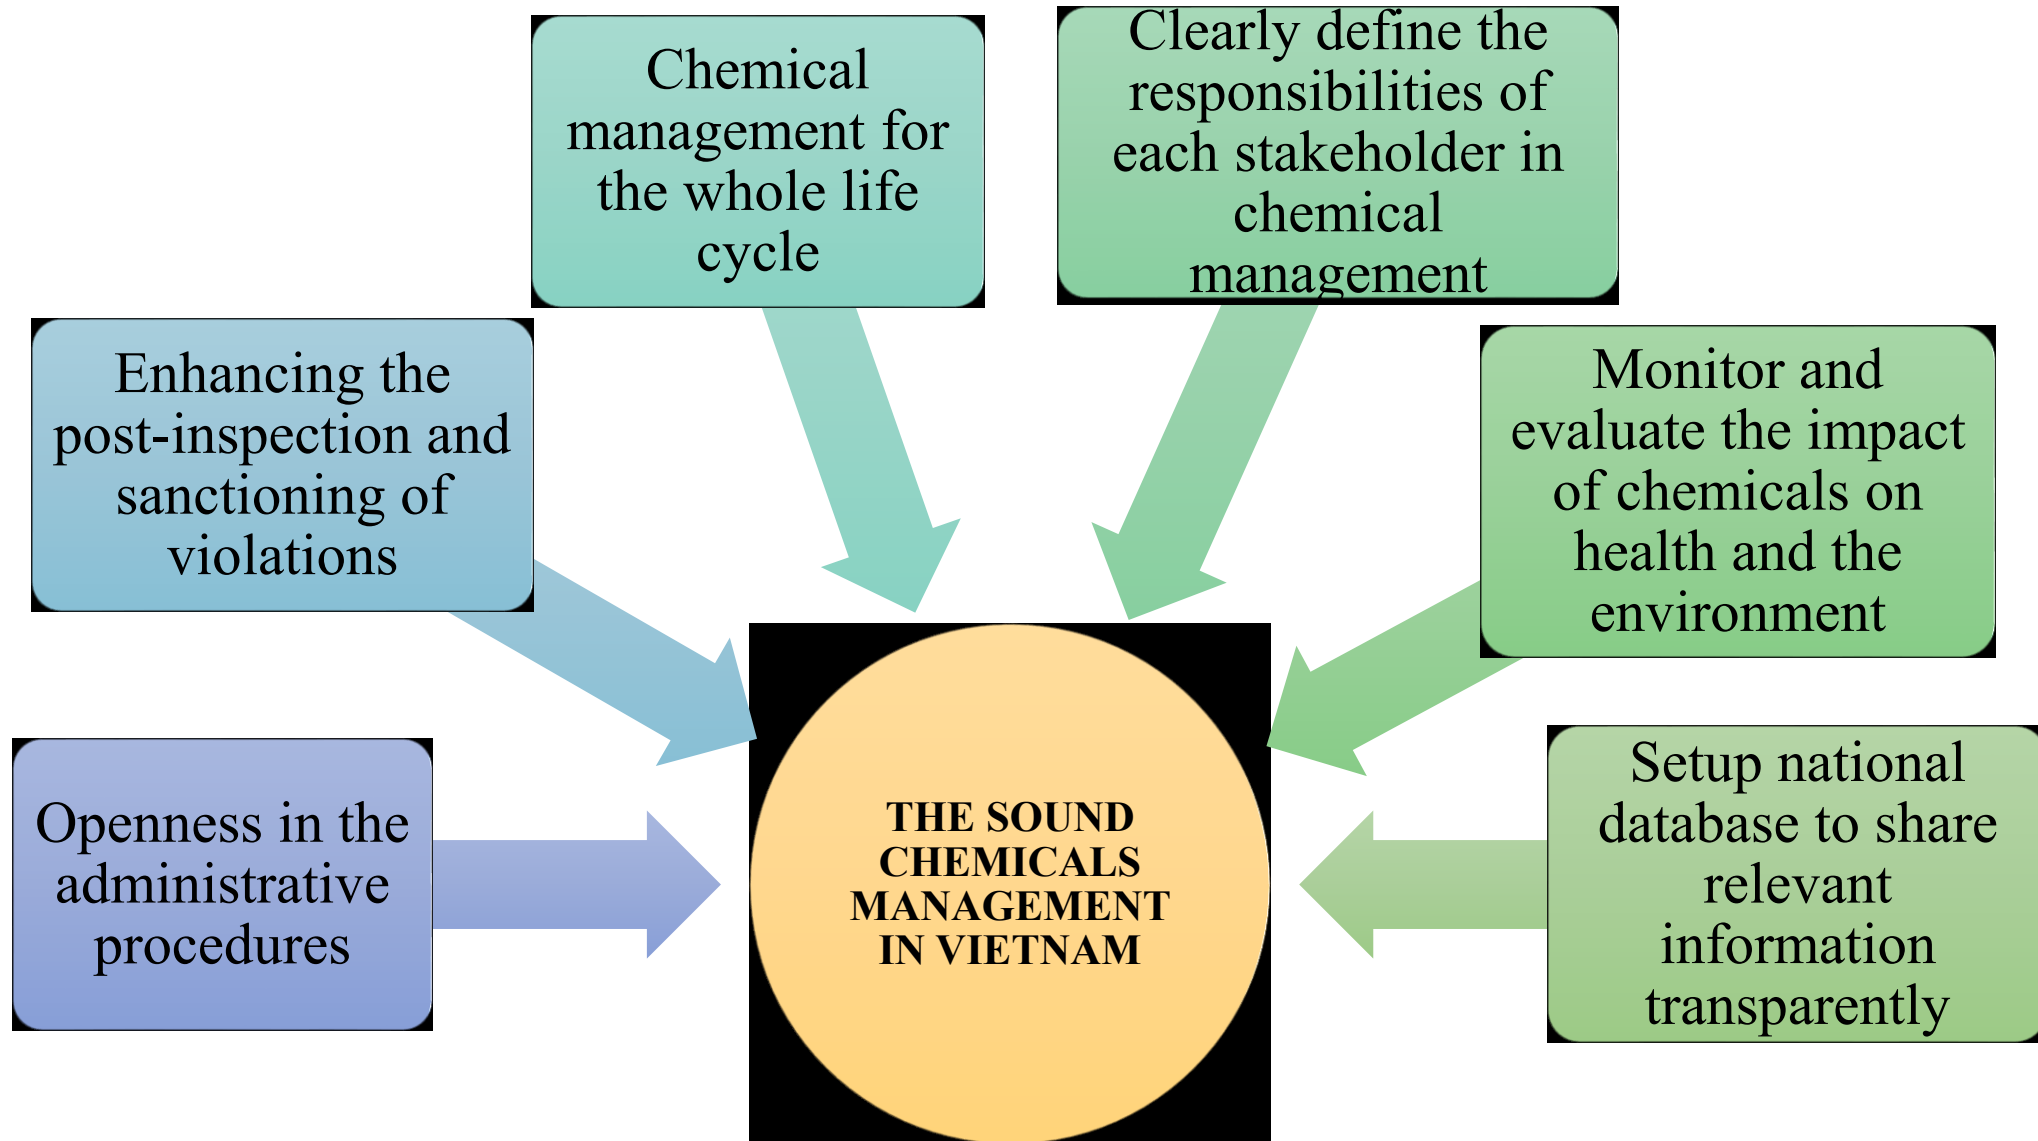 Chemical
management for
the whole life
cycle
Clearly define the
responsibilities of
each stakeholder in
chemical
management
Enhancing the
post-inspection and
sanctioning of
violations
Monitor and
evaluate the impact
of chemicals on
health and the
environment
Openness in the
administrative
procedures
THE SOUND
CHEMICALS
MANAGEMENT
IN VIETNAM
Setup national
database to share
relevant
information
transparently